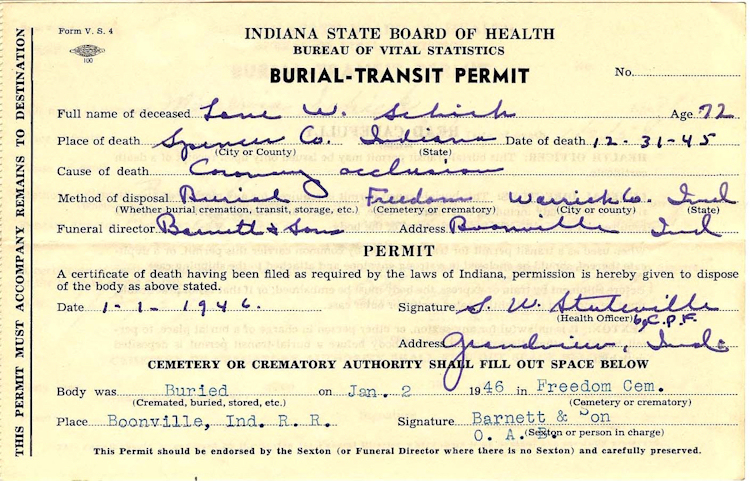 Form V. S. 4
100
INDIANA STATE BOARD OF HEALTH
BUREAU OF VITAL STATISTICS
BURIAL-TRANSIT PERMIT
No.
Full name of deceased Lane W. Schick Age 72
Place of death Spencer Co. Indiana Date of death 12-31-45
(City or County) (State)
Cause of death Coronary occlusion
Method of disposal Burial Freedom Warrick Co. Ind
(Whether burial cremation, transit, storage, etc.) (Cemetery or crematory) (City or county) (State)
Funeral director Barnett & Sons Address Boonville Ind
PERMIT
A certificate of death having been filed as required by the laws of Indiana, permission is hereby given to dispose
of the body as above stated.
Date 1-1-1946. Signature S. W. Stuteville
(Health Officer) by C.P.F.
Address Grandview, Ind.
CEMETERY OR CREMATORY AUTHORITY SHALL FILL OUT SPACE BELOW
Body was Buried on Jan. 2 1946 in Freedom Cem.
(Cremated, buried, stored, etc.) (Cemetery or crematory)
Place Boonville, Ind. R. R. Signature Barnett & Son
O. A. B. (Sexton or person in charge)
This Permit should be endorsed by the Sexton (or Funeral Director where there is no Sexton) and carefully preserved.
THIS PERMIT MUST ACCOMPANY REMAINS TO DESTINATION